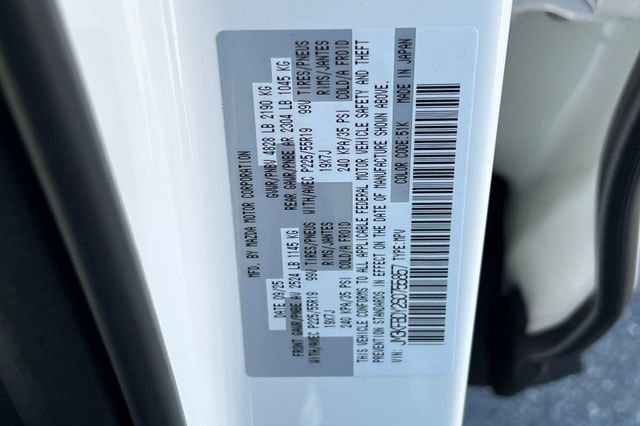 MFD. BY MAZDA MOTOR CORPORATION
DATE 09/25 GVWR/PNBV 4828 LB 2190 KG
FRONT GAWR/PNBE AV 2524 LB 1145 KG REAR GAWR/PNBE AR 2304 LB 1045 KG
WITH/AVEC P225/55R19 99V TIRES/PNEUS WITH/AVEC P225/55R19 99V TIRES/PNEUS
19X7J RIMS/JANTES 19X7J RIMS/JANTES
240 KPA/35 PSI COLD/A FROID 240 KPA/35 PSI COLD/A FROID
THIS VEHICLE CONFORMS TO ALL APPLICABLE FEDERAL MOTOR VEHICLE SAFETY AND THEFT
PREVENTION STANDARDS IN EFFECT ON THE DATE OF MANUFACTURE SHOWN ABOVE.
VIN: TYPE:MPV
COLOR CODE:51K MADE IN JAPAN